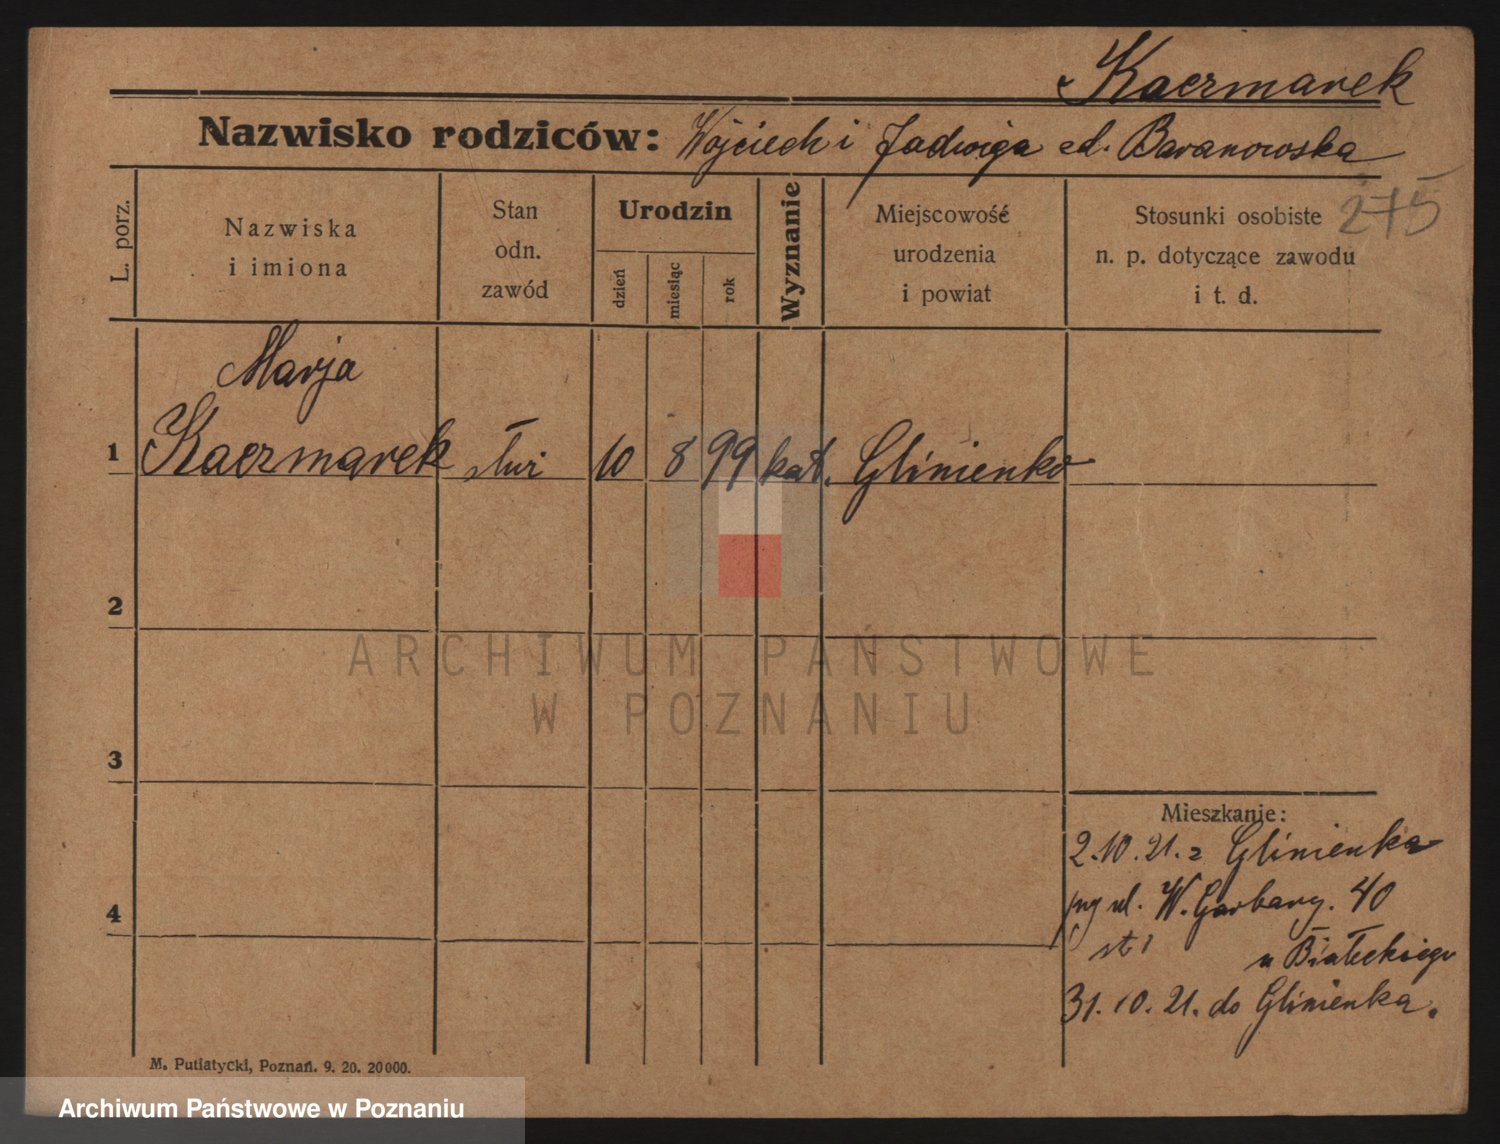 Kaczmarek
Nazwisko rodziców: Wojciech i Jadwiga Baranowska
275
L. porz.
Nazwiska
i imiona
Stan
odn.
zawód
Urodzin
dzień
miesiąc
rok
Wyznanie
Miejscowość
urodzenia
i powiat
Stosunki osobiste
n. p. dotyczące zawodu
i t. d.
Marja
1 Kaczmarek służ 10 8 99 kat. Glinienko
2
ARCHIWUM PAŃSTWOWE
W POZNANIU
3
Mieszkanie:
2.10.21. z Glinienka
ul. W. Garbary. 40
u Białeckiego
31.10.21. do Glinienka.
4
M. Putiatycki, Poznań. 9. 20. 20000.
Archiwum Państwowe w Poznaniu